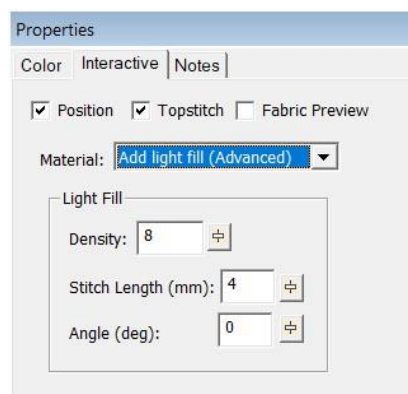 Properties
Color Interactive Notes
Position Topstitch Fabric Preview
Material: Add light fill (Advanced)
Light Fill
Density: 8
Stitch Length (mm): 4
Angle (deg): 0